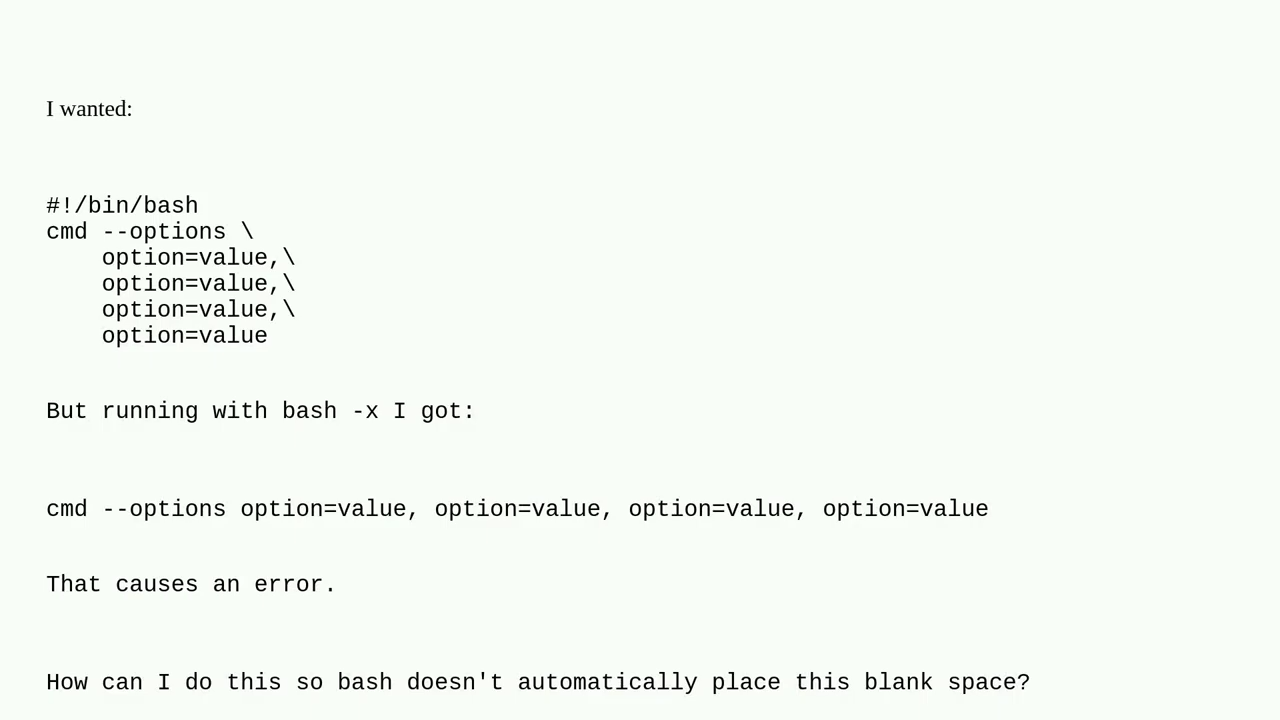 I wanted:
#!/bin/bash
cmd --options \
    option=value,\
    option=value,\
    option=value,\
    option=value
But running with bash -x I got:
cmd --options option=value, option=value, option=value, option=value
That causes an error.
How can I do this so bash doesn't automatically place this blank space?